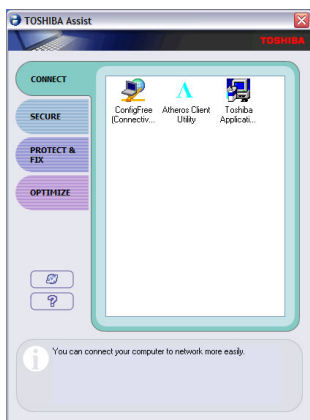 TOSHIBA Assist
TOSHIBA
CONNECT
SECURE
PROTECT &
FIX
OPTIMIZE
ConfigFree
(Connectiv...
Atheros Client
Utility
Toshiba
Applicati...
?
i
You can connect your computer to network more easily.